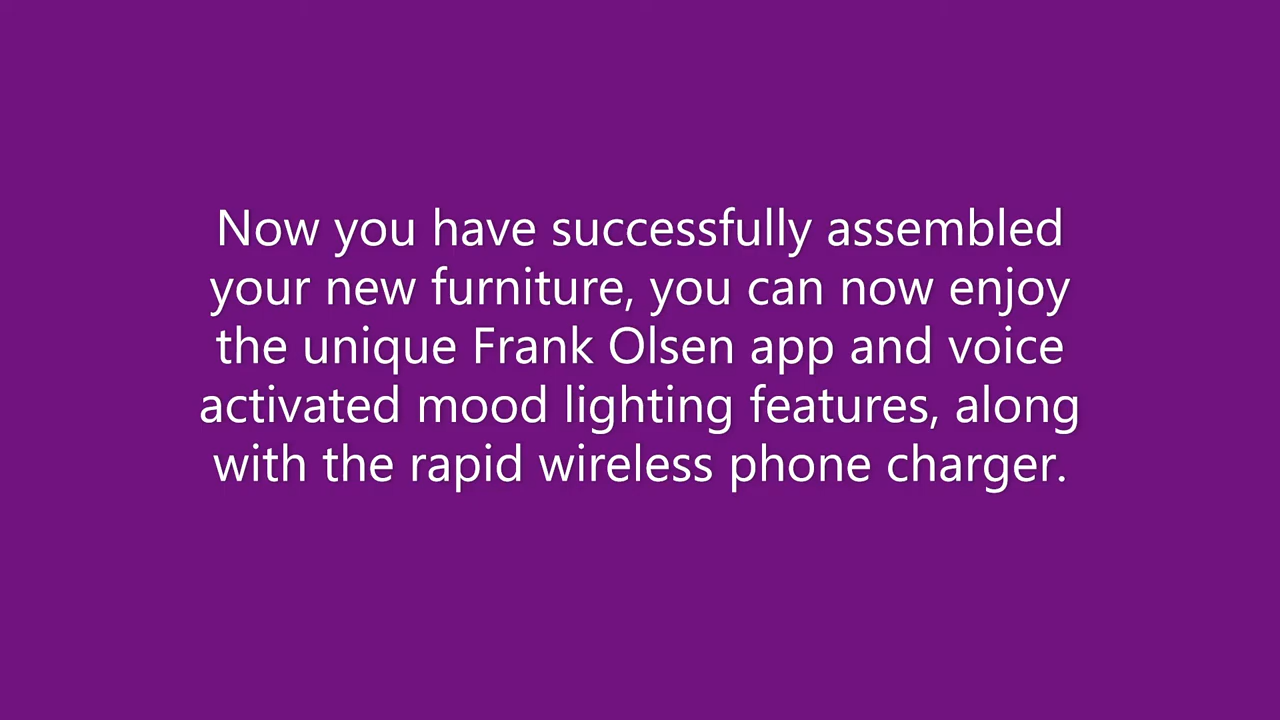 Now you have successfully assembled
your new furniture, you can now enjoy
the unique Frank Olsen app and voice
activated mood lighting features, along
with the rapid wireless phone charger.